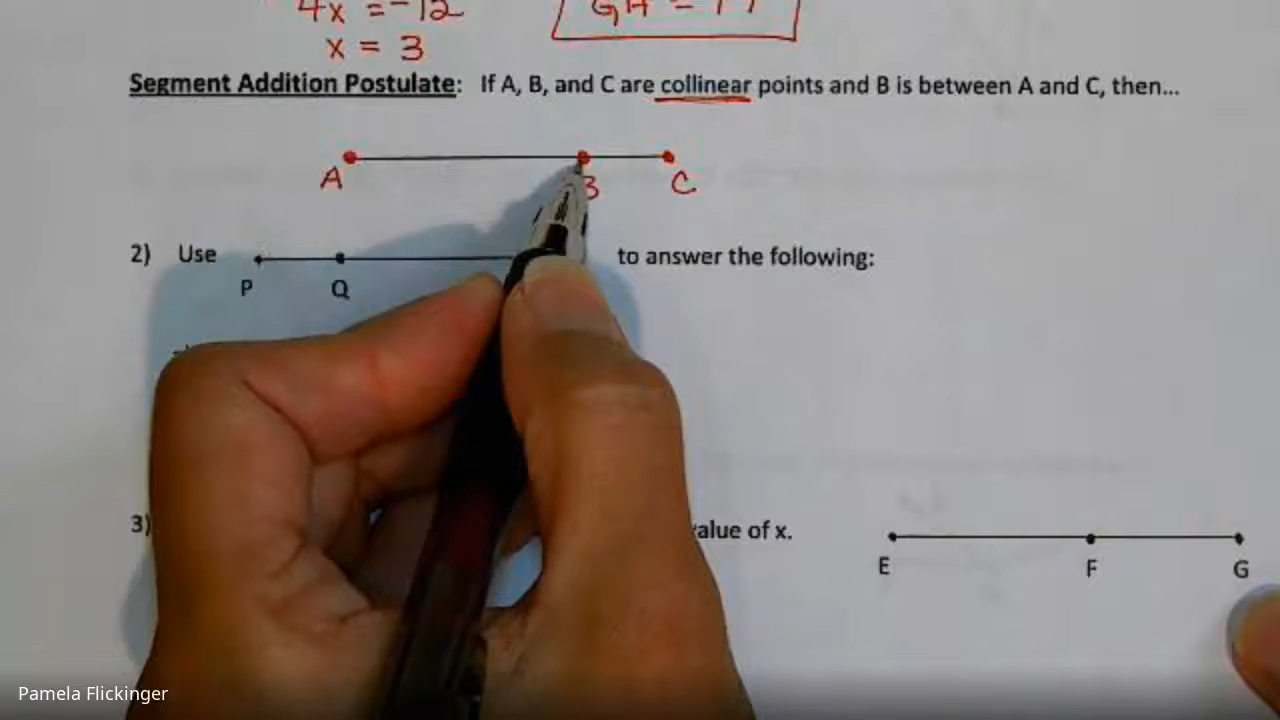 4x = -12
GH = 17
x = 3
Segment Addition Postulate: If A, B, and C are collinear points and B is between A and C, then...
A B C
2) Use to answer the following:
P Q
3) value of x.
E F G
Pamela Flickinger